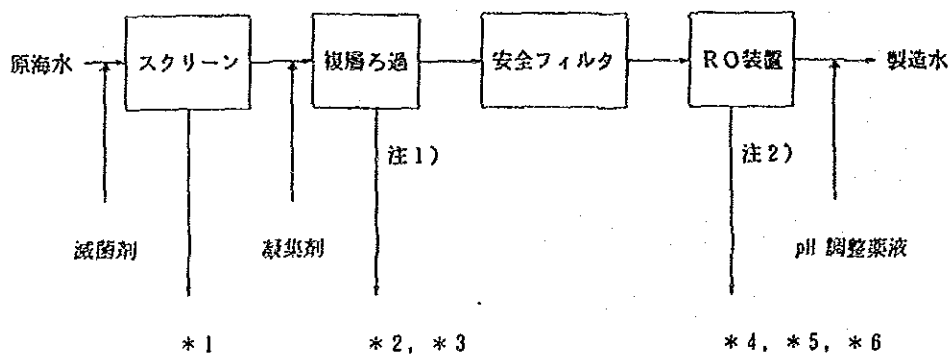 原海水 スクリーン 複層ろ過 安全フィルタ RO装置 製造水
注1) 注2)
滅菌剤 凝集剤 pH 調整薬液
*1 *2, *3 *4, *5, *6